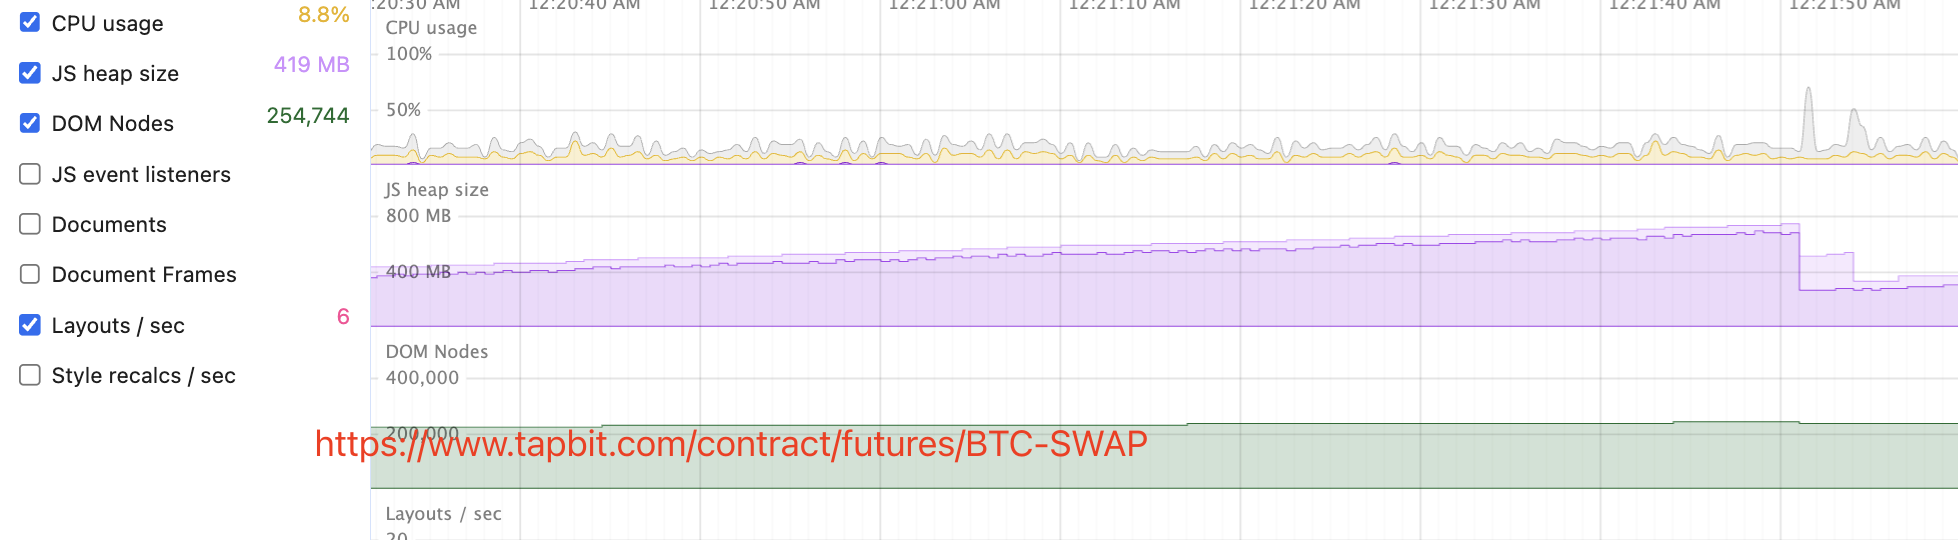 :20:30 AM 12:20:40 AM 12:20:50 AM 12:21:00 AM 12:21:10 AM 12:21:20 AM 12:21:30 AM 12:21:40 AM 12:21:50 AM
CPU usage 8.8%
JS heap size 419 MB
DOM Nodes 254,744
JS event listeners
Documents
Document Frames
Layouts / sec 6
Style recalcs / sec
CPU usage
100%
50%
JS heap size
800 MB
400 MB
DOM Nodes
400,000
200,000
https://www.tapbit.com/contract/futures/BTC-SWAP
Layouts / sec
20